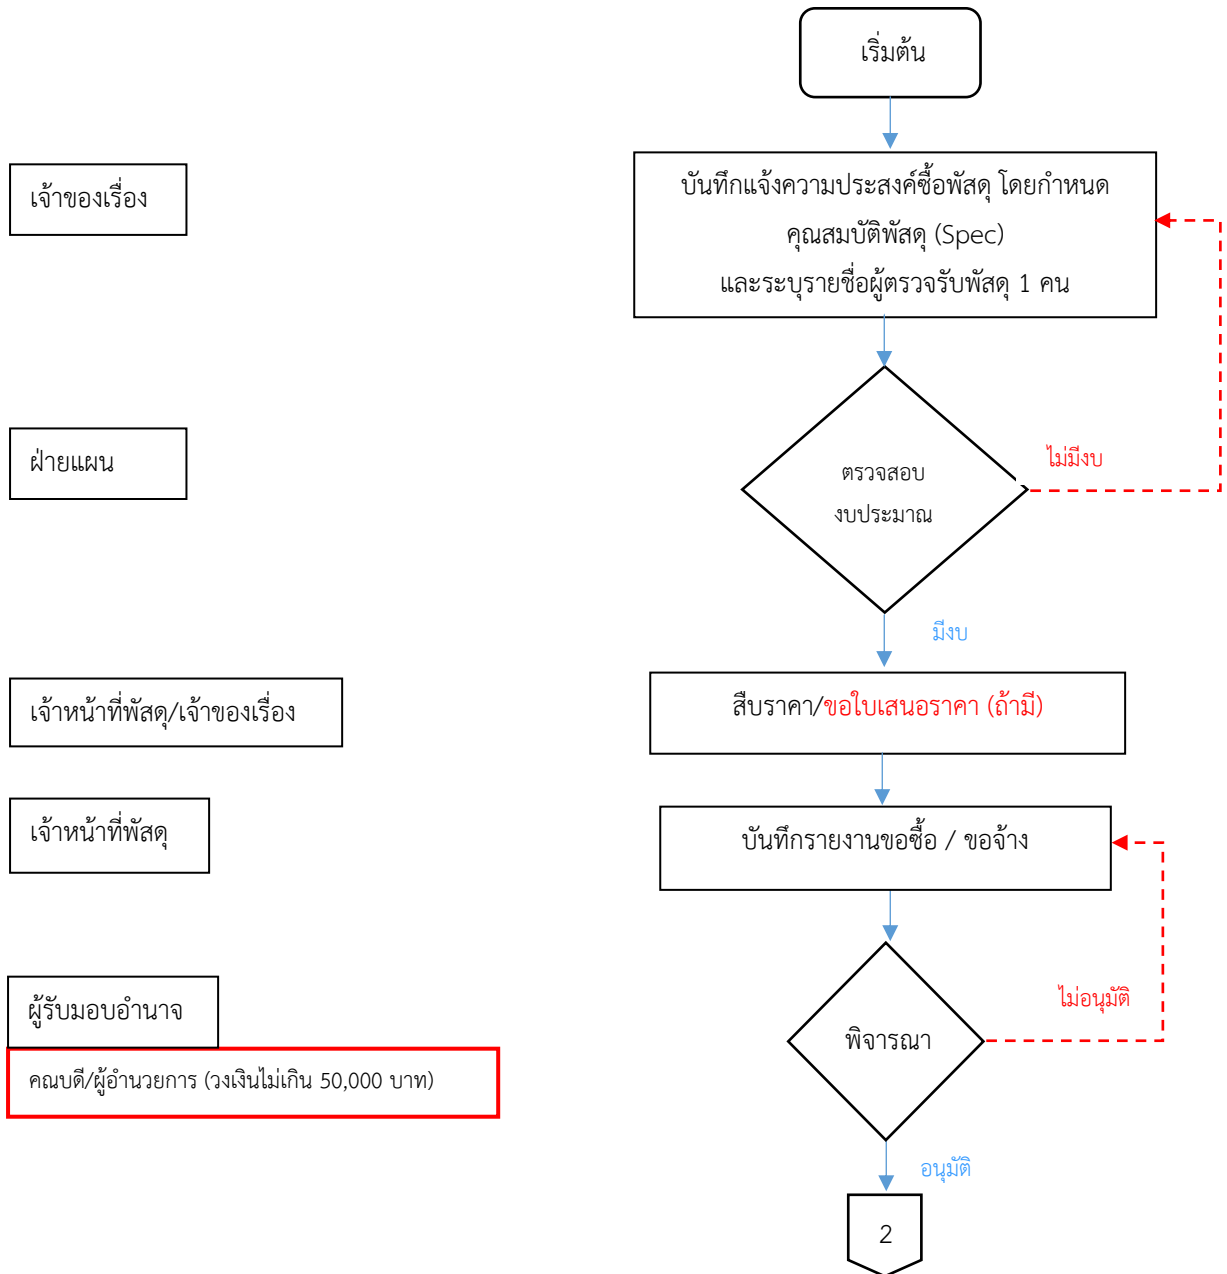 เริ่มต้น
เจ้าของเรื่อง
บันทึกแจ้งความประสงค์ซื้อพัสดุ โดยกำหนด
คุณสมบัติพัสดุ (Spec)
และระบุรายชื่อผู้ตรวจรับพัสดุ 1 คน
ฝ่ายแผน
ตรวจสอบ
งบประมาณ
ไม่มีงบ
มีงบ
เจ้าหน้าที่พัสดุ/เจ้าของเรื่อง
สืบราคา/ขอใบเสนอราคา (ถ้ามี)
เจ้าหน้าที่พัสดุ
บันทึกรายงานขอซื้อ / ขอจ้าง
ผู้รับมอบอำนาจ
คณบดี/ผู้อำนวยการ (วงเงินไม่เกิน 50,000 บาท)
พิจารณา
ไม่อนุมัติ
อนุมัติ
2